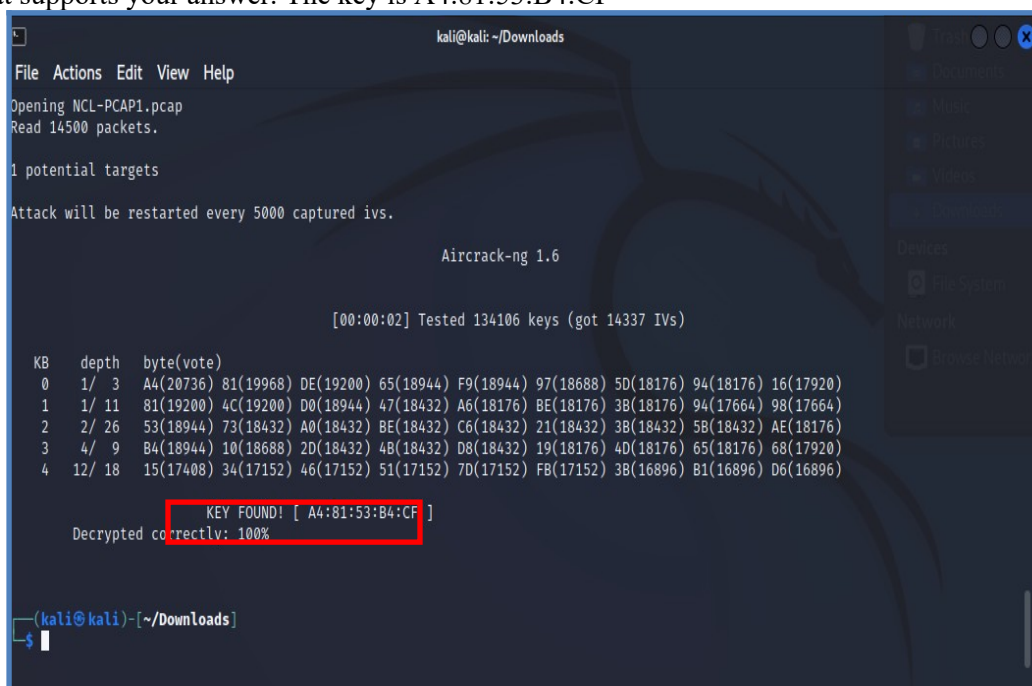 at supports your answer. The key is A4:81:53:B4:CF
kali@kali: ~/Downloads
File Actions Edit View Help
Opening NCL-PCAP1.pcap
Read 14500 packets.
1 potential targets
Attack will be restarted every 5000 captured ivs.
Aircrack-ng 1.6
[00:00:02] Tested 134106 keys (got 14337 IVs)
KB depth byte(vote)
0 1/ 3 A4(20736) 81(19968) DE(19200) 65(18944) F9(18944) 97(18688) 5D(18176) 94(18176) 16(17920)
1 1/ 11 81(19200) 4C(19200) D0(18944) 47(18432) A6(18176) BE(18176) 3B(18176) 94(17664) 98(17664)
2 2/ 26 53(18944) 73(18432) A0(18432) BE(18432) C6(18432) 21(18432) 3B(18432) 5B(18432) AE(18176)
3 4/ 9 B4(18944) 10(18688) 2D(18432) 4B(18432) D8(18432) 19(18176) 4D(18176) 65(18176) 68(17920)
4 12/ 18 15(17408) 34(17152) 46(17152) 51(17152) 7D(17152) FB(17152) 3B(16896) B1(16896) D6(16896)
KEY FOUND! [ A4:81:53:B4:CF ]
Decrypted correctly: 100%
(kali㉿kali)-[~/Downloads]
$
Trash
Documents
Music
Pictures
Videos
Downloads
Devices
File System
Network
Browse Network